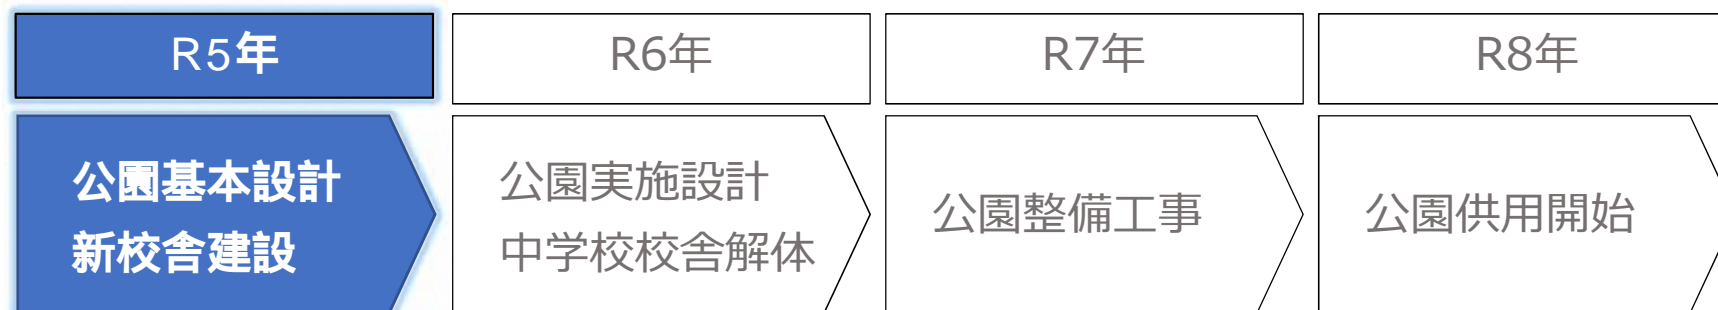 R5年
R6年
R7年
R8年
公園基本設計
新校舎建設
公園実施設計
中学校校舎解体
公園整備工事
公園供用開始